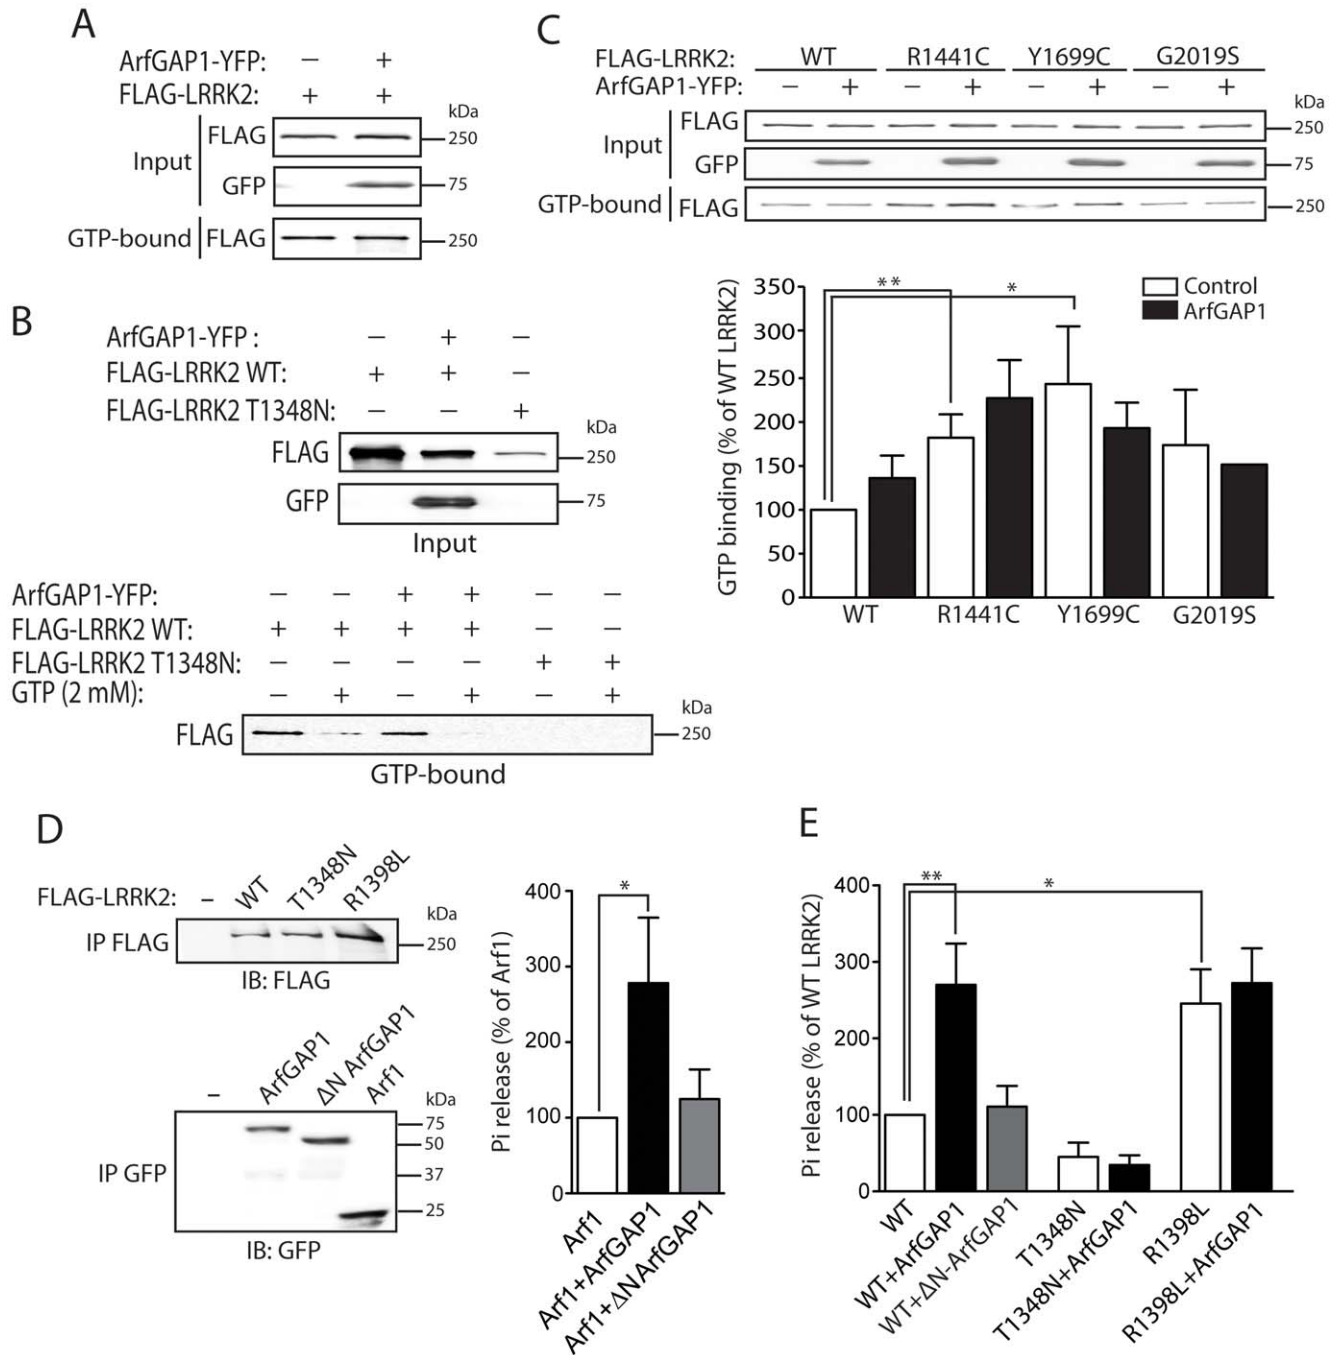 A
ArfGAP1-YFP: – +
FLAG-LRRK2: + +
kDa
Input
FLAG
250
GFP
75
GTP-bound
FLAG
250
B
ArfGAP1-YFP : – + –
FLAG-LRRK2 WT: + + –
FLAG-LRRK2 T1348N: – – +
kDa
FLAG
250
GFP
75
Input
ArfGAP1-YFP: – – + + – –
FLAG-LRRK2 WT: + + + + – –
FLAG-LRRK2 T1348N: – – – – + +
GTP (2 mM): – + – + – +
kDa
FLAG
250
GTP-bound
C
FLAG-LRRK2: WT R1441C Y1699C G2019S
ArfGAP1-YFP: – + – + – + – +
kDa
Input
FLAG
250
GFP
75
GTP-bound
FLAG
250
GTP binding (% of WT LRRK2)
350
300
250
200
150
100
50
0
** *
Control
ArfGAP1
WT R1441C Y1699C G2019S
D
FLAG-LRRK2: – WT T1348N R1398L
kDa
IP FLAG
250
IB: FLAG
– ArfGAP1 ΔN ArfGAP1 Arf1
kDa
75
50
IP GFP
37
25
IB: GFP
Pi release (% of Arf1)
400
300
200
100
0
*
Arf1
Arf1+ArfGAP1
Arf1+ΔN ArfGAP1
E
Pi release (% of WT LRRK2)
400
300
200
100
0
** *
WT
WT+ArfGAP1
WT+ΔN-ArfGAP1
T1348N
T1348N+ArfGAP1
R1398L
R1398L+ArfGAP1